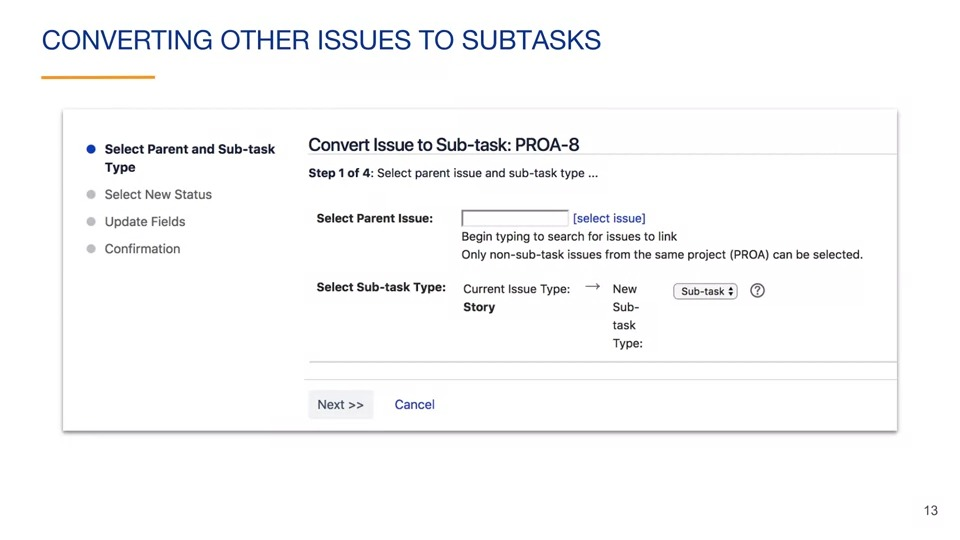 CONVERTING OTHER ISSUES TO SUBTASKS
Select Parent and Sub-task
Type
Select New Status
Update Fields
Confirmation
Convert Issue to Sub-task: PROA-8
Step 1 of 4: Select parent issue and sub-task type ...
Select Parent Issue: [select issue]
Begin typing to search for issues to link
Only non-sub-task issues from the same project (PROA) can be selected.
Select Sub-task Type: Current Issue Type: → New Sub-task ?
Story Sub-
task
Type:
Next >> Cancel
13